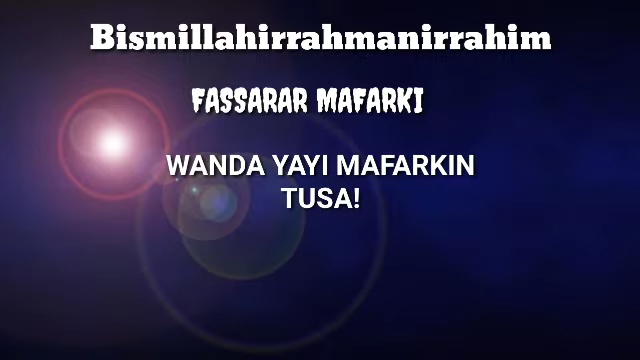 Bismillahirrahmanirrahim
FASSARAR MAFARKI
WANDA YAYI MAFARKIN
TUSA!